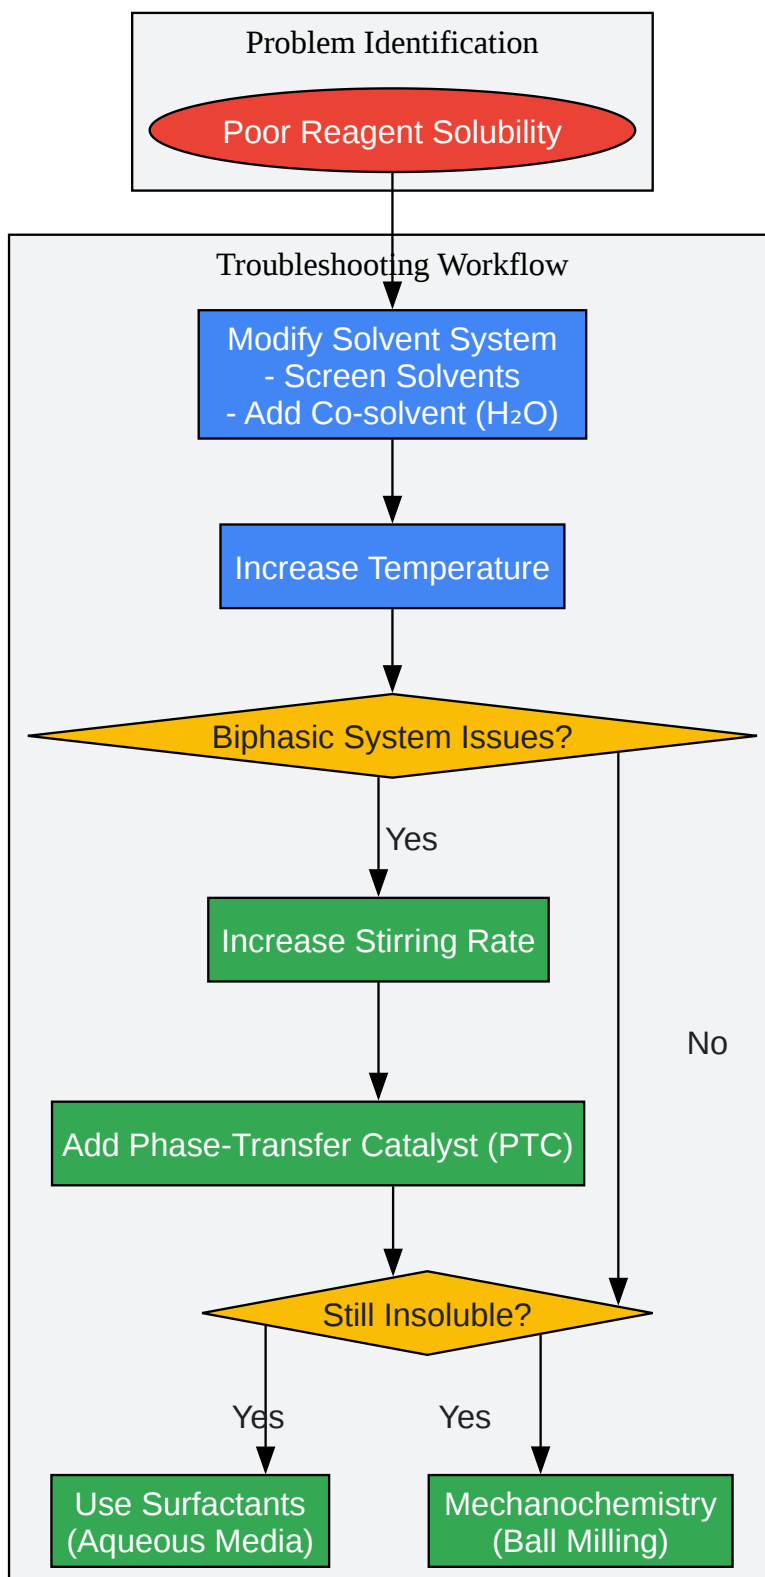 Problem Identification
Poor Reagent Solubility
Troubleshooting Workflow
Modify Solvent System
- Screen Solvents
- Add Co-solvent (H₂O)
Increase Temperature
Biphasic System Issues?
Yes
Increase Stirring Rate
No
Add Phase-Transfer Catalyst (PTC)
Still Insoluble?
Yes
Yes
Use Surfactants
(Aqueous Media)
Mechanochemistry
(Ball Milling)